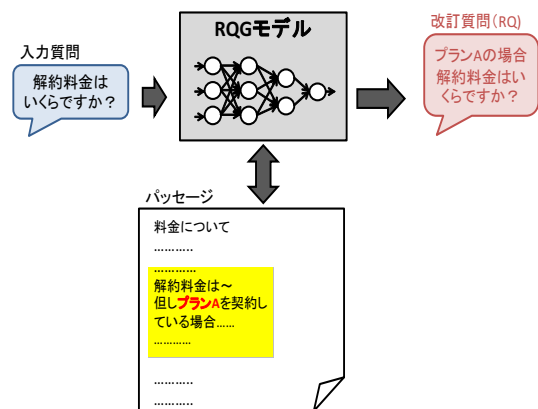 RQGモデル
改訂質問(RQ)
入力質問
解約料金は
いくらですか？
プランAの場合
解約料金はい
くらですか？
パッセージ
料金について
………..
…………
解約料金は～
但しプランAを契約し
ている場合……
…………
………..
………..